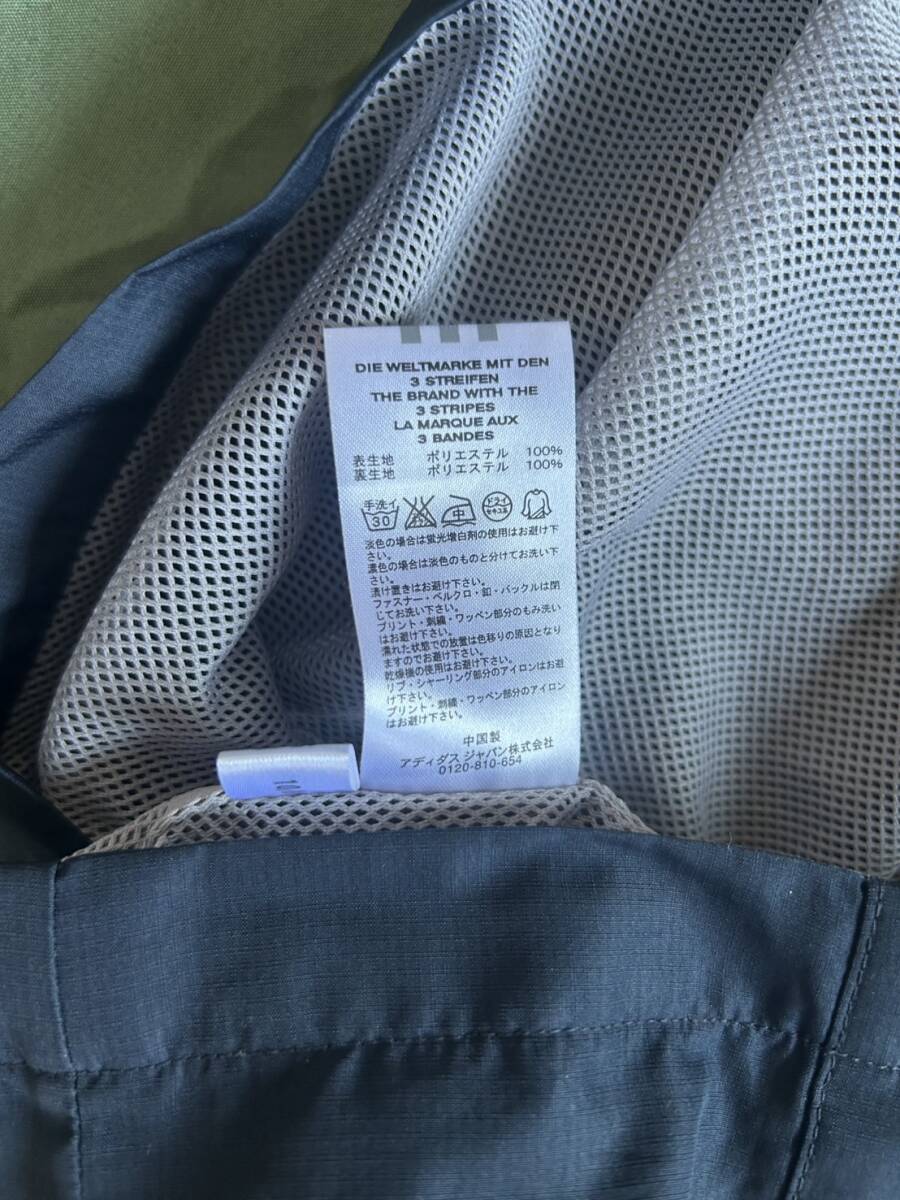 DIE WELTMARKE MIT DEN
3 STREIFEN
THE BRAND WITH THE
3 STRIPES
LA MARQUE AUX
3 BANDES
表生地 ポリエステル 100%
裏生地 ポリエステル 100%
手洗イ
30
中
ドライ
セキユ系
淡色の場合は蛍光増白剤の使用はお避け下
さい。
濃色の場合は淡色のものと分けてお洗い下
さい。
漬け置きはお避け下さい。
ファスナー・ベルクロ・釦・バックルは閉
じてお洗い下さい。
プリント・刺繍・ワッペン部分のもみ洗い
はお避け下さい。
濡れた状態での放置は色移りの原因となり
ますのでお避け下さい。
乾燥機の使用はお避け下さい。
リブ・シャーリング部分のアイロンはお避
け下さい。
プリント・刺繍・ワッペン部分のアイロン
はお避け下さい。
中国製
アディダス ジャパン株式会社
0120-810-654